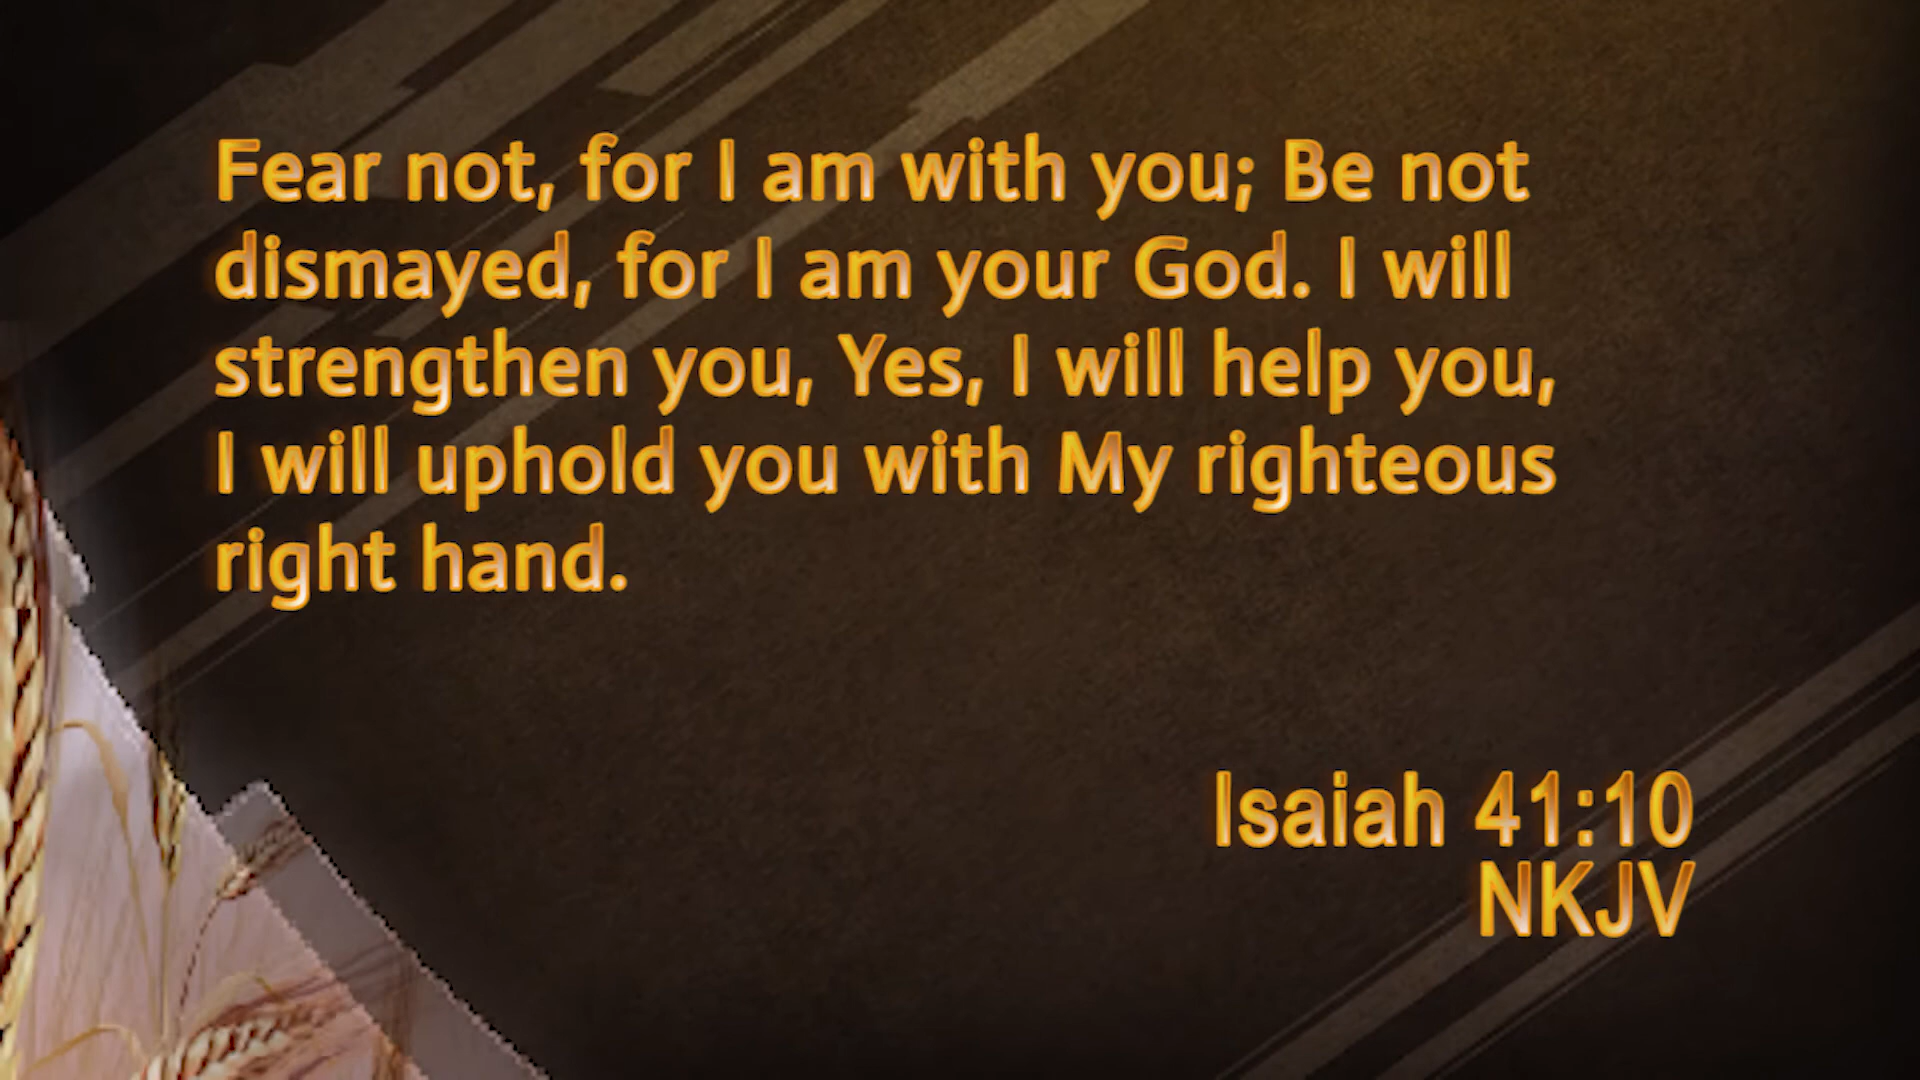 Fear not, for I am with you; Be not
dismayed, for I am your God. I will
strengthen you, Yes, I will help you,
I will uphold you with My righteous
right hand.
Isaiah 41:10
NKJV